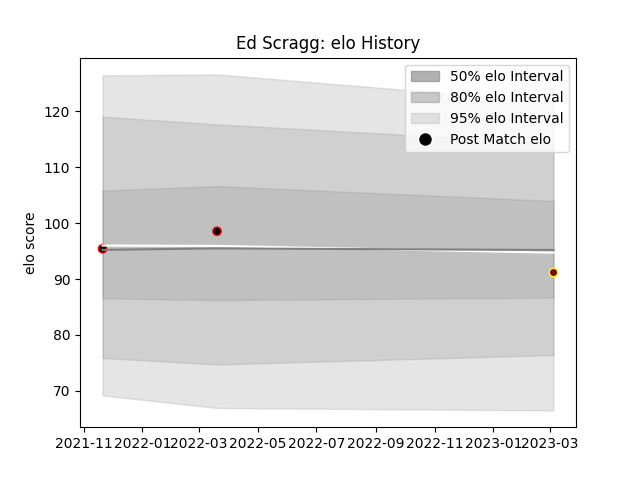 Ed Scragg: elo History
50% elo Interval
80% elo Interval
95% elo Interval
Post Match elo
elo score
120
110
100
90
80
70
2021-11 2022-01 2022-03 2022-05 2022-07 2022-09 2022-11 2023-01 2023-03